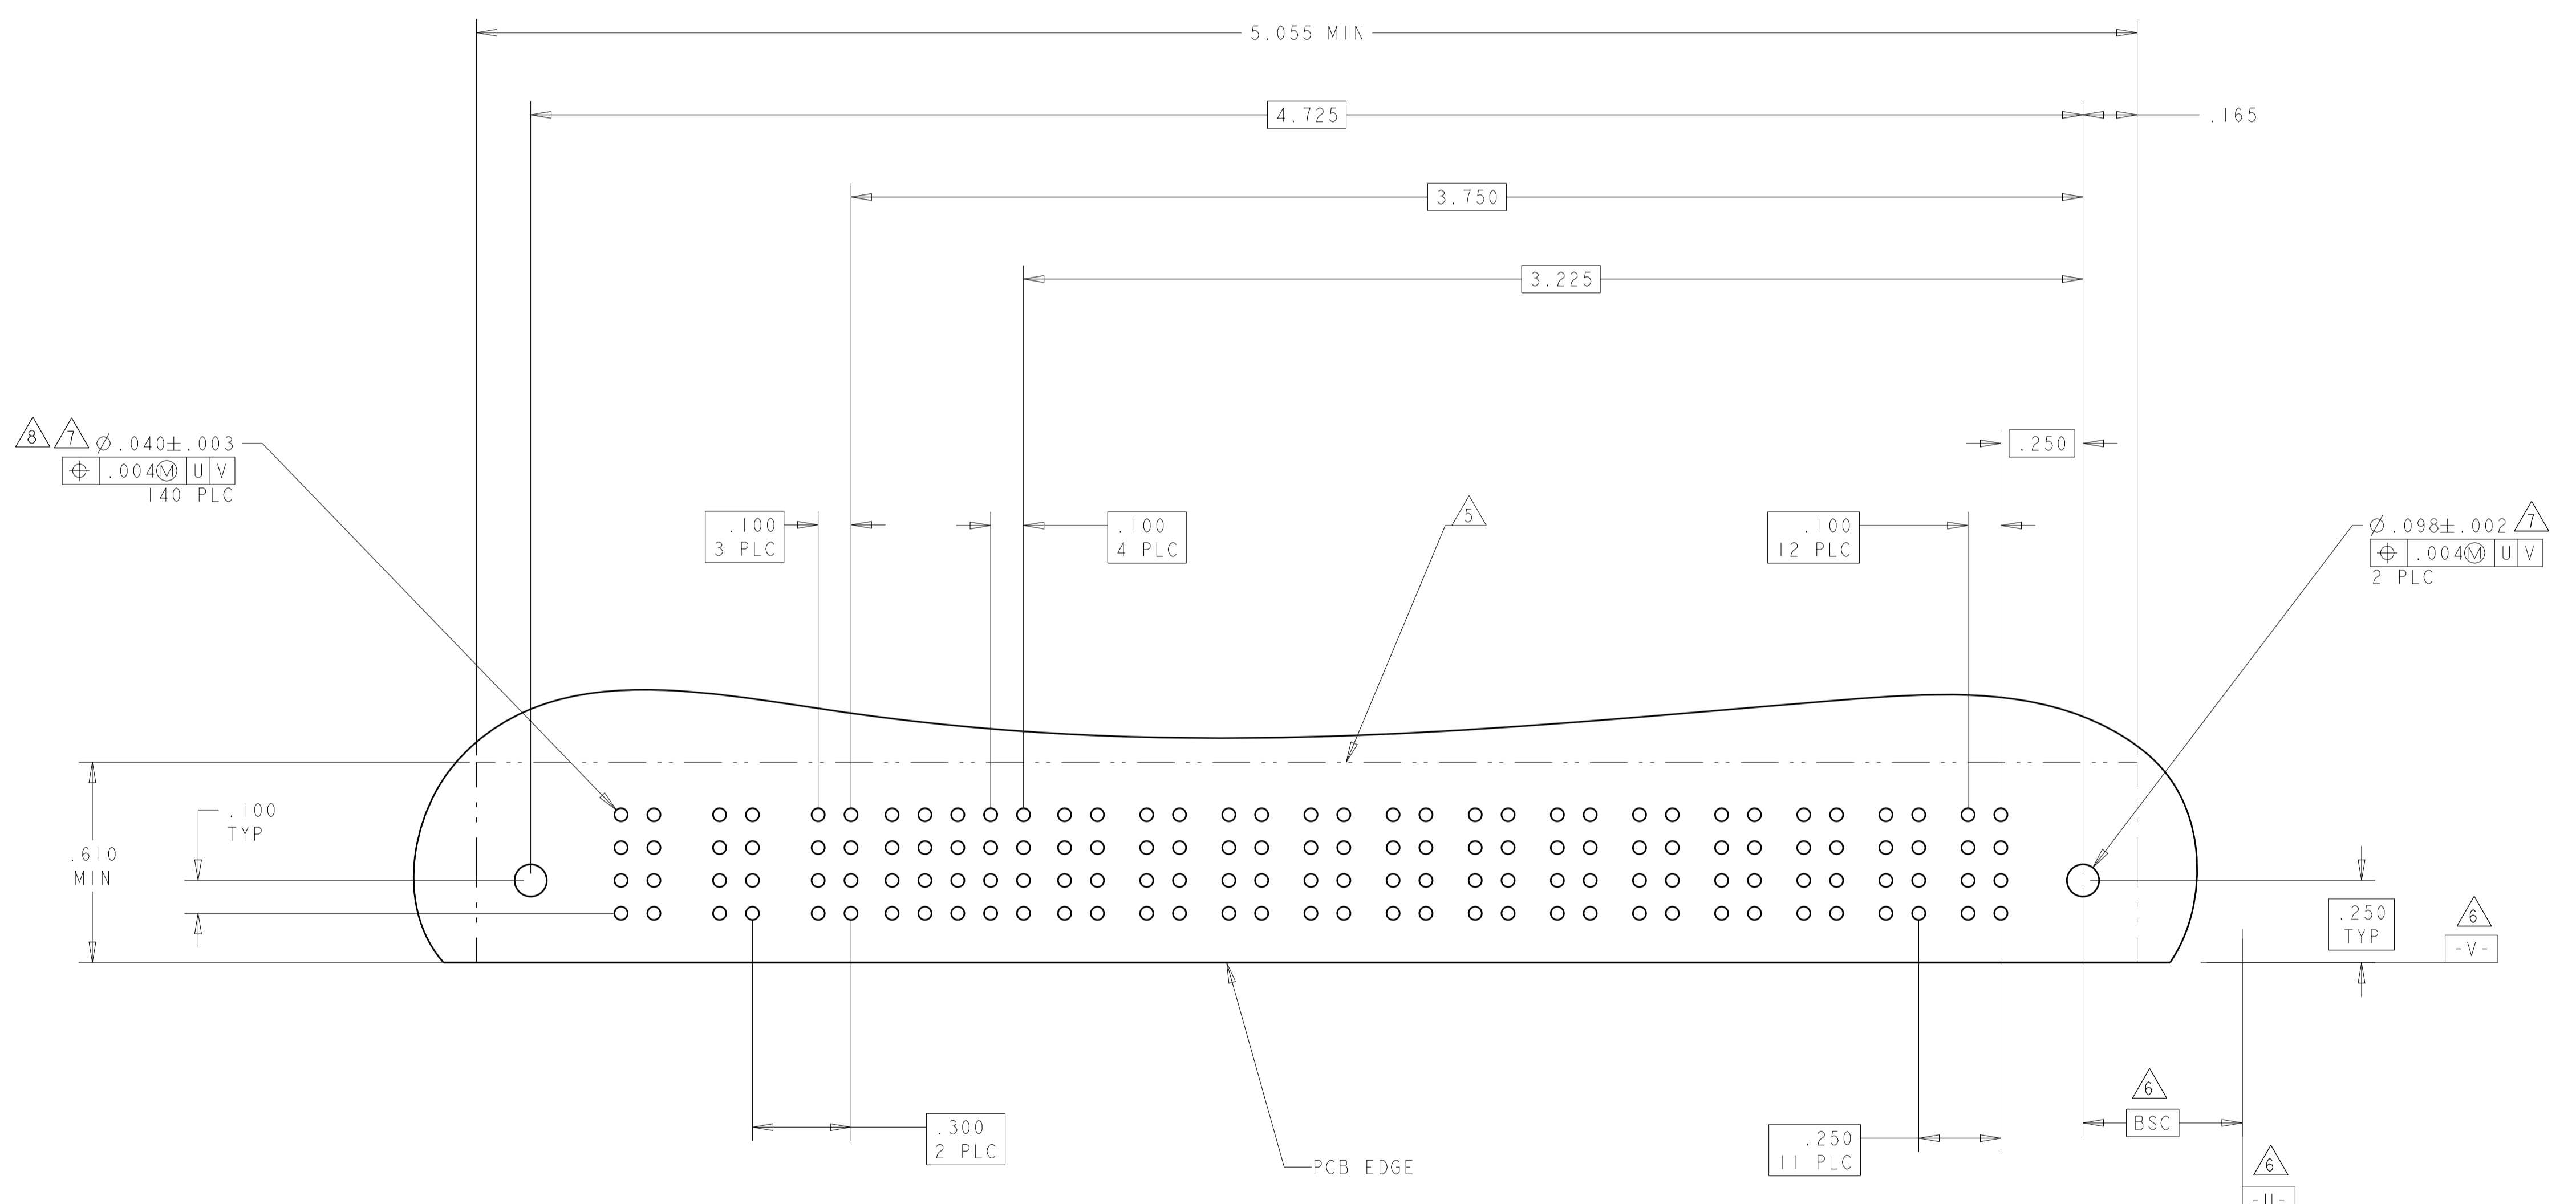 5.055 MIN
4.725
.165
3.750
3.225
8 7 Ø.040±.003
⌖ .004Ⓜ U V
140 PLC
.250
.100
3 PLC
.100
4 PLC
5
.100
12 PLC
Ø.098±.002 7
⌖ .004Ⓜ U V
2 PLC
.100
TYP
.610
MIN
.250
TYP
6
-V-
6
BSC
.300
2 PLC
.250
11 PLC
PCB EDGE
6
-U-